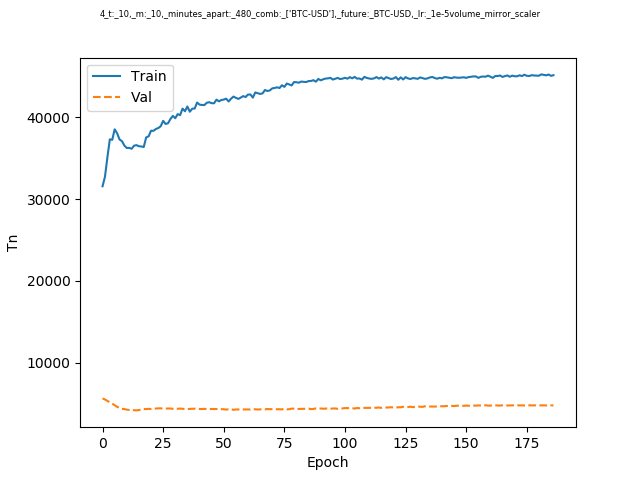 4_t:_10,_m:_10,_minutes_apart:_480_comb:_['BTC-USD'],_future:_BTC-USD,_lr:_1e-5volume_mirror_scaler
Train
Val
Tn
40000
30000
20000
10000
0 25 50 75 100 125 150 175
Epoch